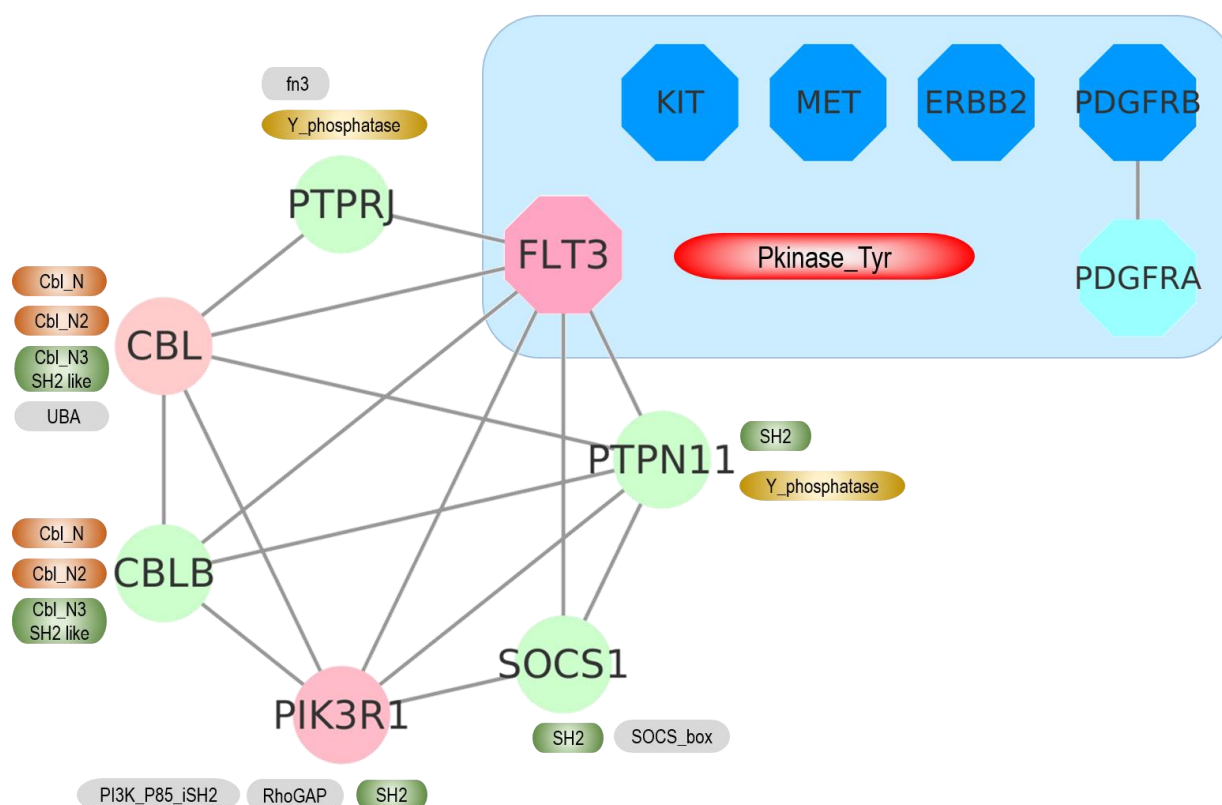 fn3
Y_phosphatase
PTPRJ
KIT
MET
ERBB2
PDGFRB
FLT3
Pkinase_Tyr
PDGFRA
Cbl_N
Cbl_N2
Cbl_N3
SH2 like
UBA
CBL
PTPN11
SH2
Y_phosphatase
Cbl_N
Cbl_N2
Cbl_N3
SH2 like
CBLB
SOCS1
SH2
SOCS_box
PIK3R1
PI3K_P85_iSH2
RhoGAP
SH2